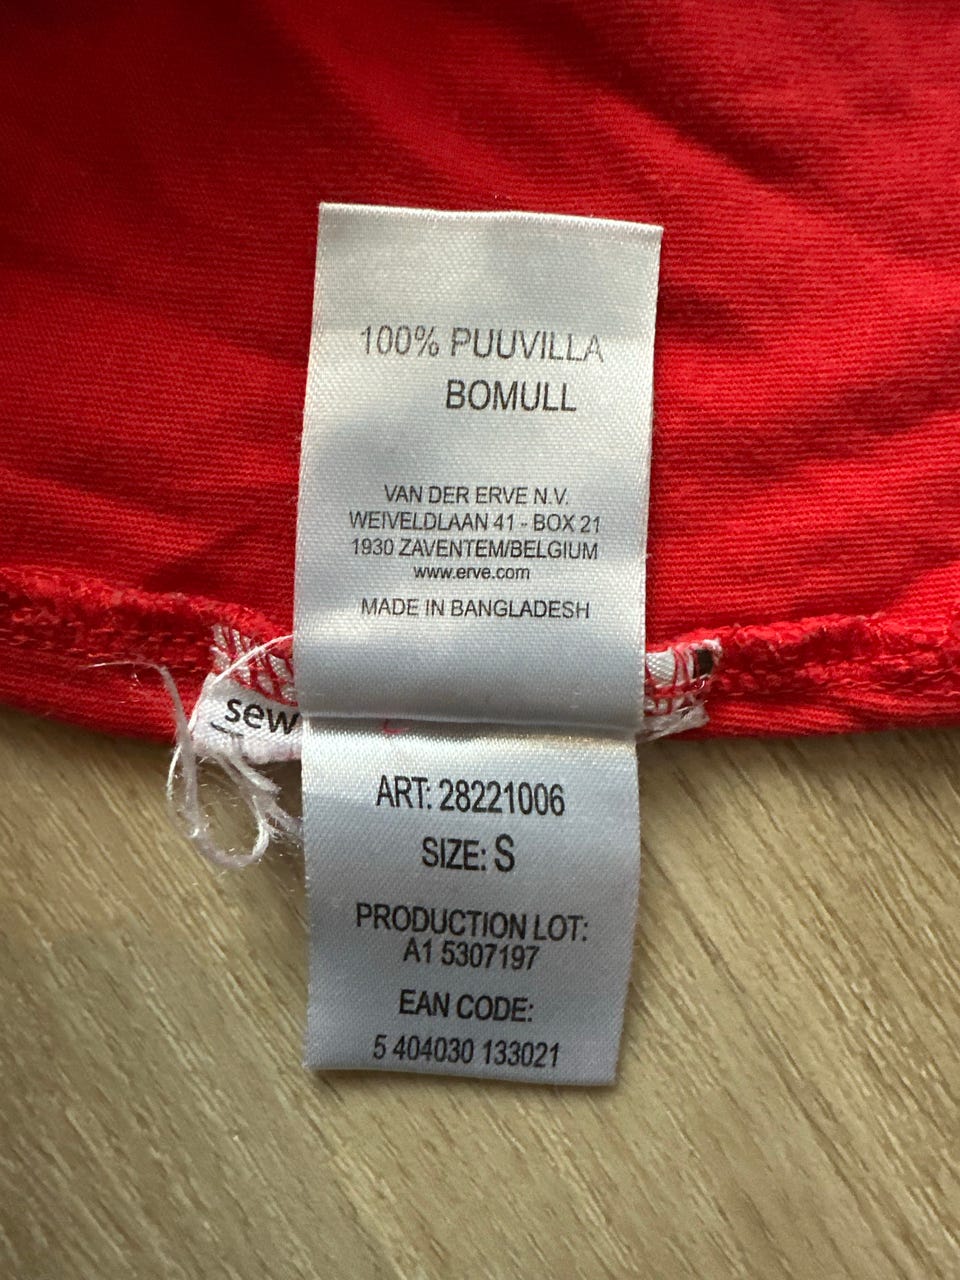 100% PUUVILLA
BOMULL
VAN DER ERVE N.V.
WEIVELDLAAN 41 - BOX 21
1930 ZAVENTEM/BELGIUM
www.erve.com
MADE IN BANGLADESH
sew
ART: 28221006
SIZE: S
PRODUCTION LOT:
A1 5307197
EAN CODE:
5 404030 133021